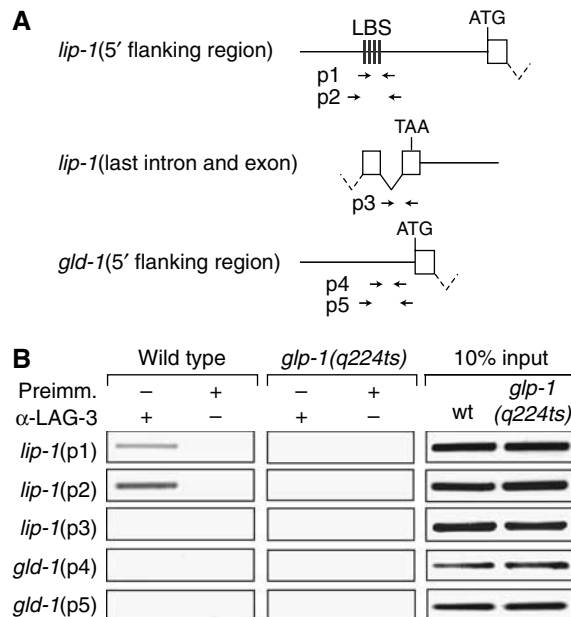 A
LBS
ATG
lip-1(5′ flanking region)
p1
p2
TAA
lip-1(last intron and exon)
p3
ATG
gld-1(5′ flanking region)
p4
p5
B
Wild type glp-1(q224ts) 10% input
Preimm. – + – + glp-1
α-LAG-3 + – + – wt (q224ts)
lip-1(p1)
lip-1(p2)
lip-1(p3)
gld-1(p4)
gld-1(p5)